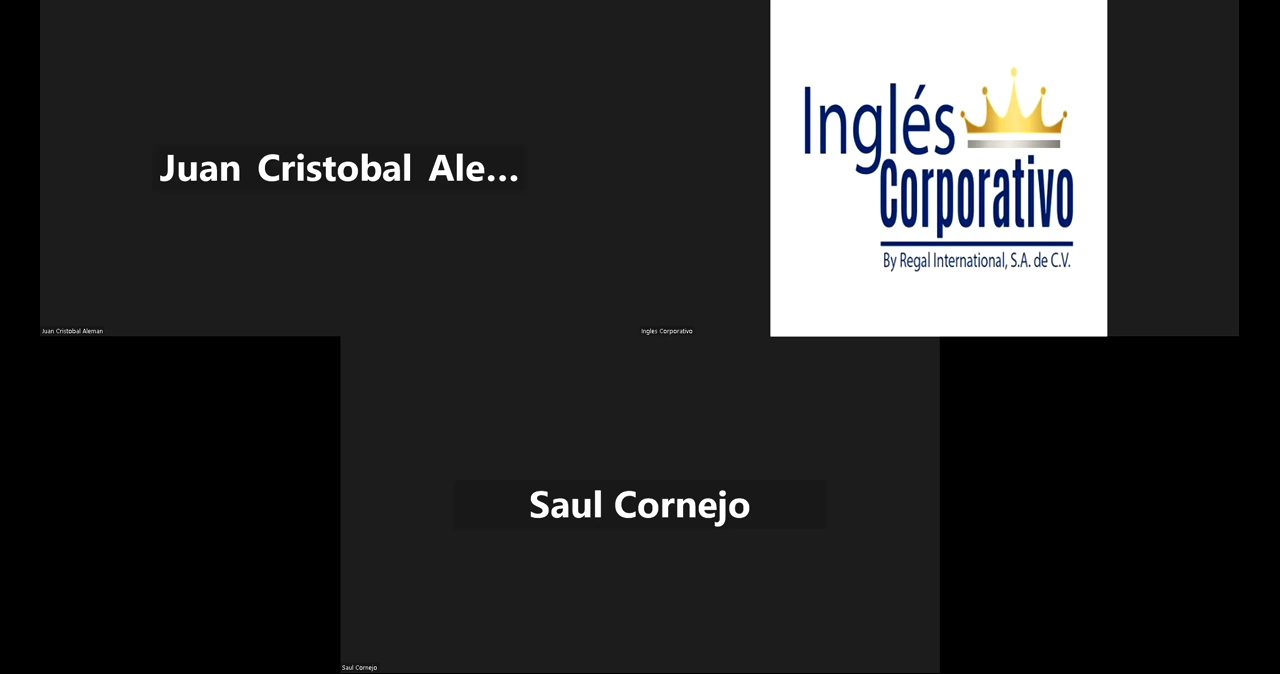 Juan Cristobal Ale...
Juan Cristobal Aleman
Inglés
Corporativo
By Regal International, S.A. de C.V.
Ingles Corporativo
Saul Cornejo
Saul Cornejo